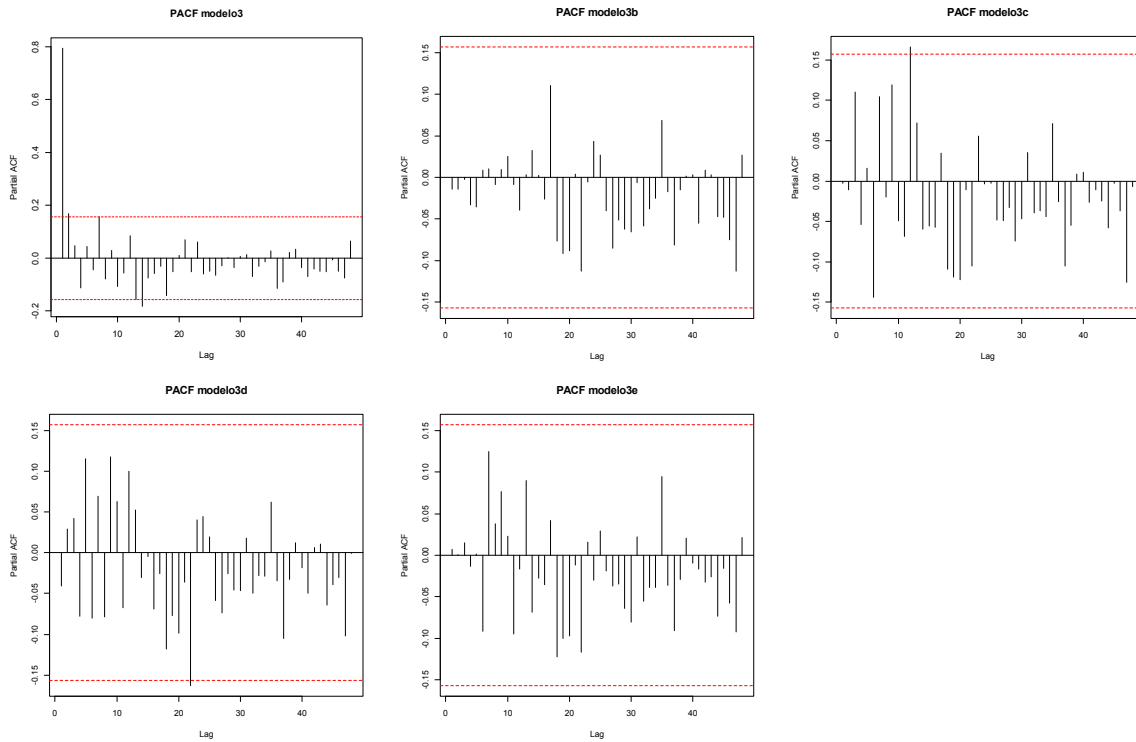 PACF modelo3
Partial ACF
0.8
0.6
0.4
0.2
0.0
-0.2
0 10 20 30 40
Lag
PACF modelo3b
Partial ACF
0.15
0.10
0.05
0.00
-0.05
-0.10
-0.15
0 10 20 30 40
Lag
PACF modelo3c
Partial ACF
0.15
0.10
0.05
0.00
-0.05
-0.10
-0.15
0 10 20 30 40
Lag
PACF modelo3d
Partial ACF
0.15
0.10
0.05
0.00
-0.05
-0.10
-0.15
0 10 20 30 40
Lag
PACF modelo3e
Partial ACF
0.15
0.10
0.05
0.00
-0.05
-0.10
-0.15
0 10 20 30 40
Lag